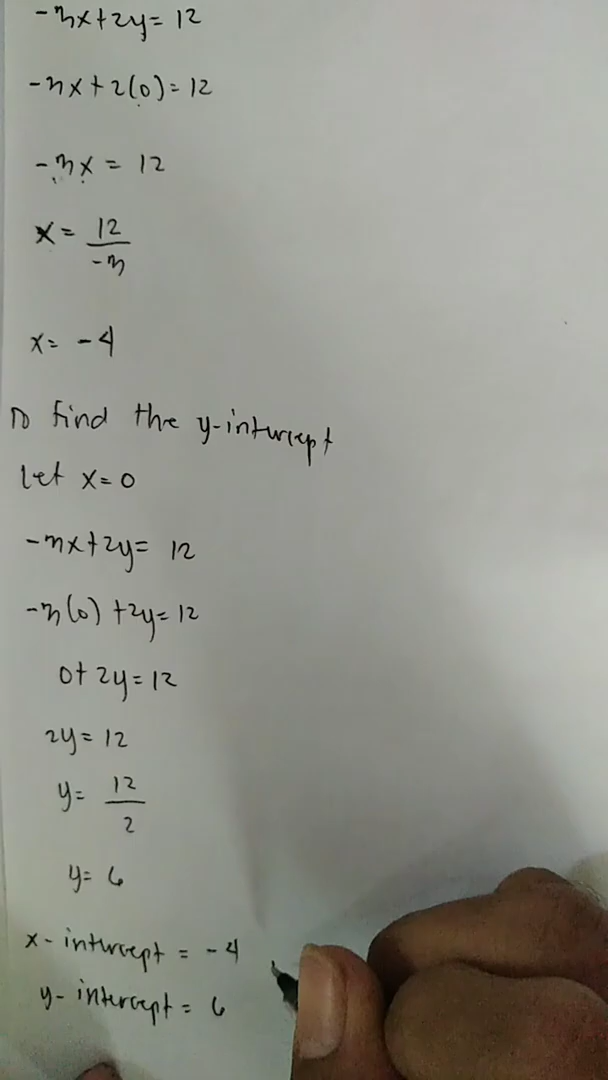 -3x+2y= 12
-3x+2(0)=12
-3x = 12
x= 12/-3
x= -4
To find the y-intercept
Let x=0
-3x+2y= 12
-3(0)+2y=12
0+2y=12
2y=12
y= 12/2
y=6
x-intercept = -4
y-intercept = 6